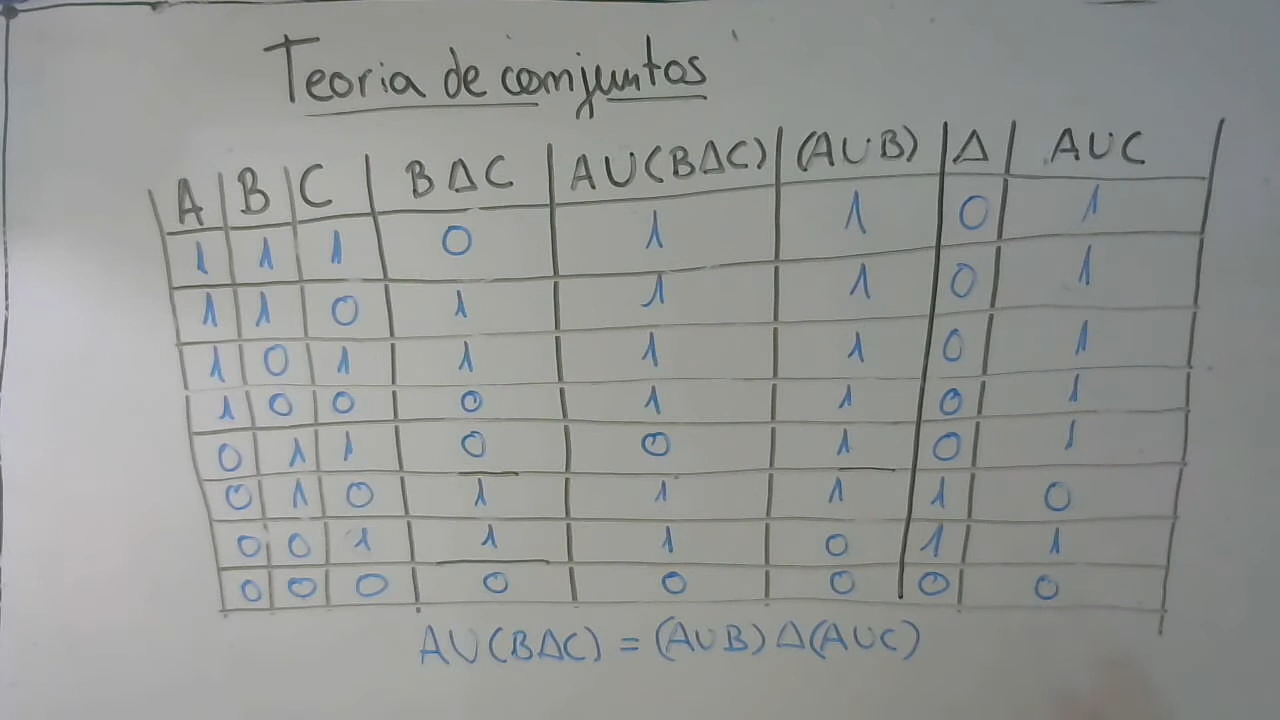 Teoria de comjuntos
A B C B Δ C AU(BΔC) (AUB) Δ AUC
1 1 1 0 1 1 0 1
1 1 0 1 1 1 0 1
1 0 1 1 1 1 0 1
1 0 0 0 1 1 0 1
0 1 1 0 0 1 0 1
0 1 0 1 1 1 1 0
0 0 1 1 1 0 1 1
0 0 0 0 0 0 0 0
AU(BΔC) = (AUB) Δ (AUC)